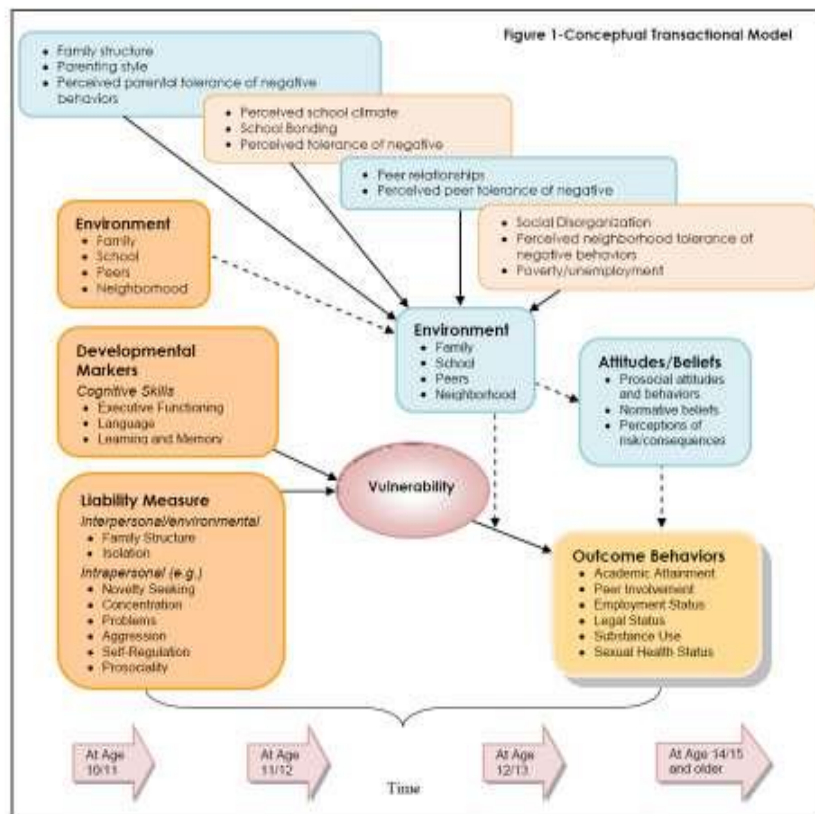 Figure 1-Conceptual Transactional Model
Family structure
Parenting style
Perceived parental tolerance of negative
behaviors
Perceived school climate
School Bonding
Perceived tolerance of negative
Peer relationships
Perceived peer tolerance of negative
Social Disorganization
Perceived neighborhood tolerance of
negative behaviors
Poverty/unemployment
Environment
Family
School
Peers
Neighborhood
Environment
Family
School
Peers
Neighborhood
Developmental
Markers
Cognitive Skills
Executive Functioning
Language
Learning and Memory
Attitudes/Beliefs
Prosocial attitudes
and behaviors
Normative beliefs
Perceptions of
risk/consequences
Vulnerability
Liability Measure
Interpersonal/environmental
Family Structure
Isolation
Intrapersonal (e.g.)
Novelty Seeking
Concentration
Problems
Aggression
Self-Regulation
Prosociality
Outcome Behaviors
Academic Attainment
Peer Involvement
Employment Status
Legal Status
Substance Use
Sexual Health Status
At Age
10/11
At Age
11/12
At Age
12/13
At Age 14/15
and older
Time